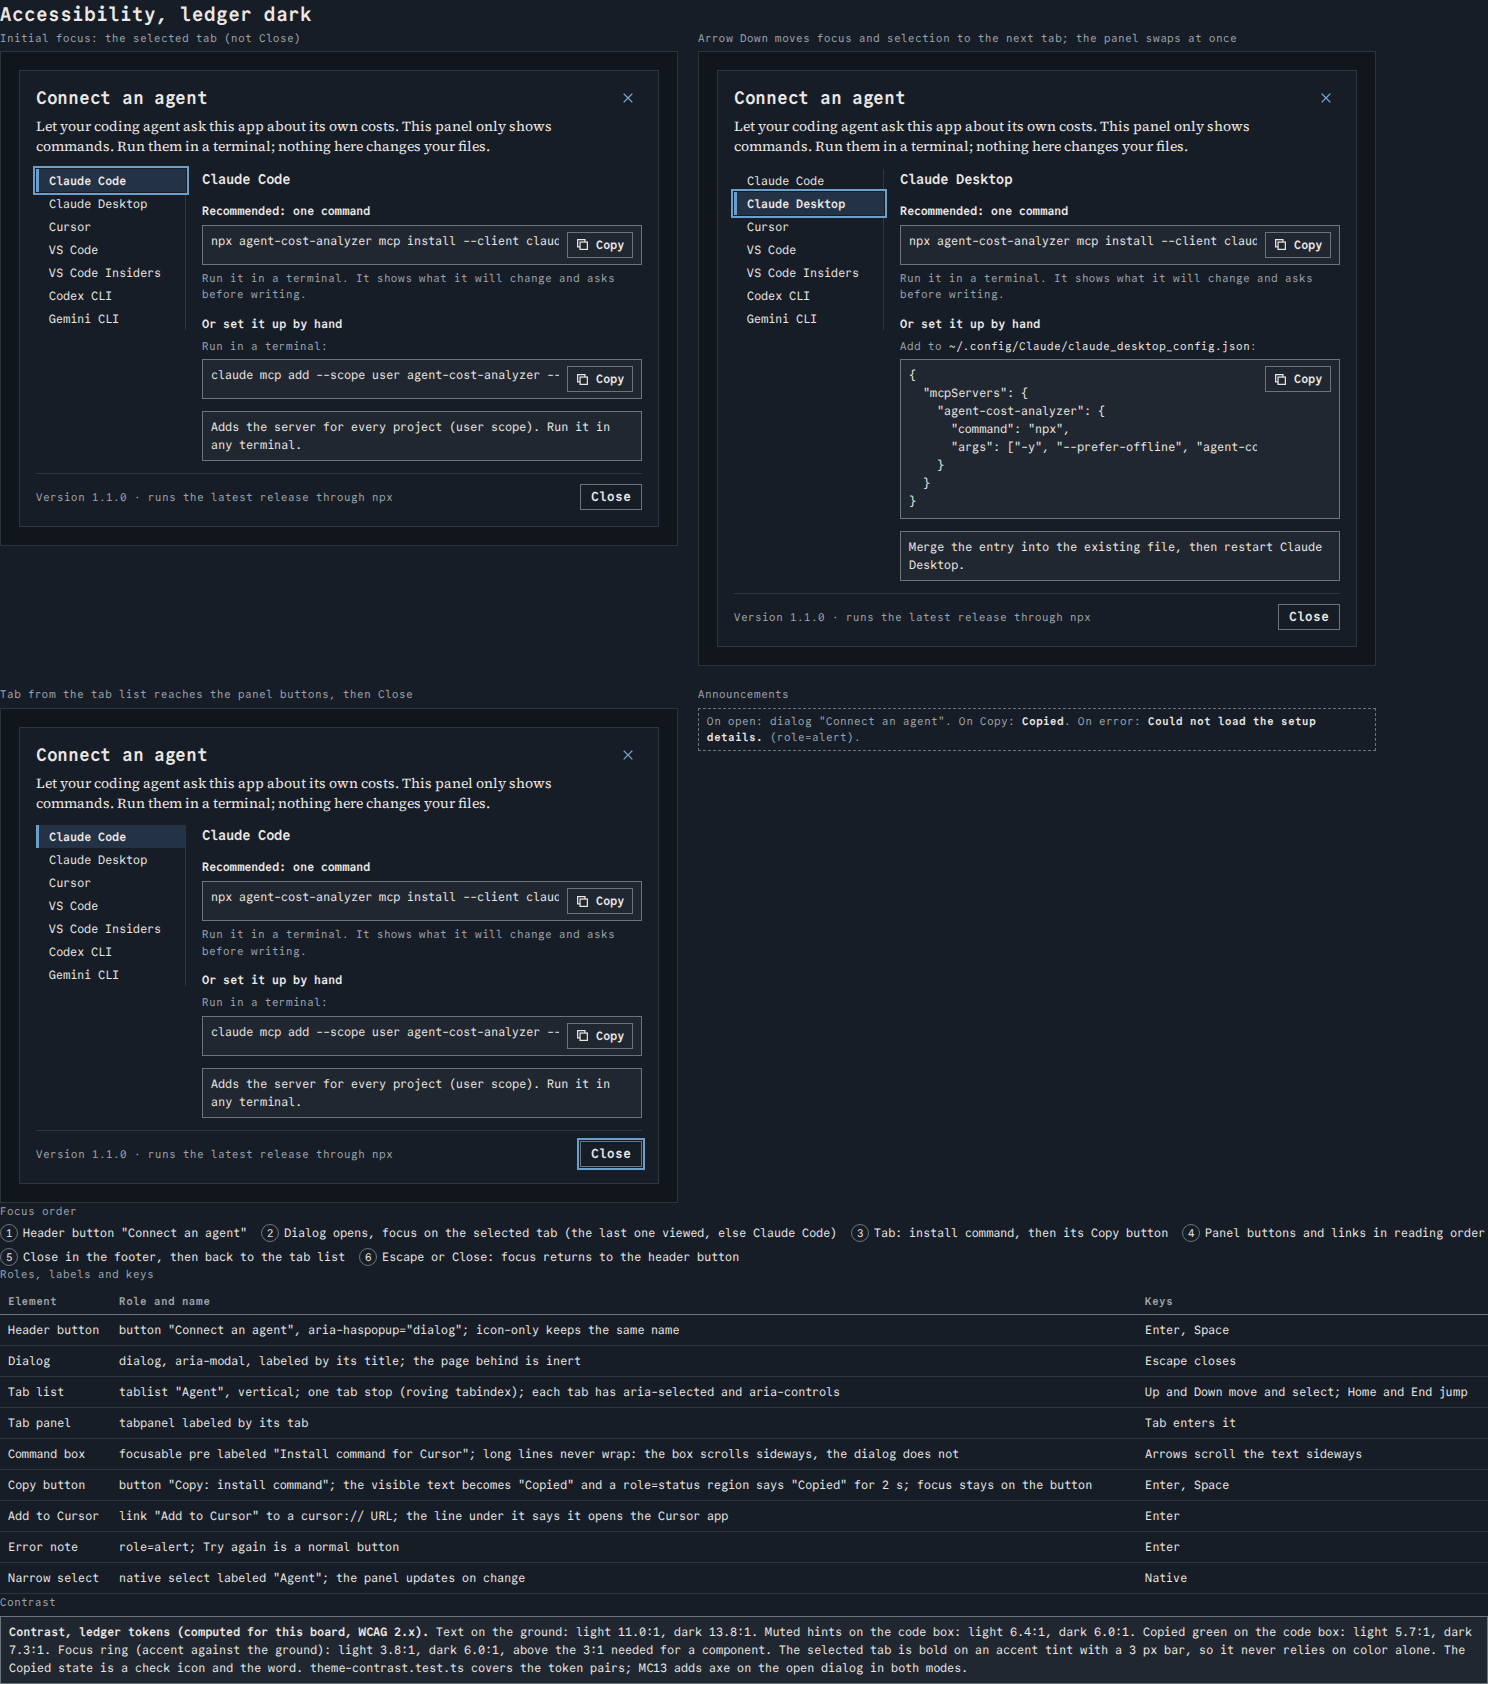 Accessibility, ledger dark
Initial focus: the selected tab (not Close)
Connect an agent
Let your coding agent ask this app about its own costs. This panel only shows
commands. Run them in a terminal; nothing here changes your files.
Claude Code
Claude Desktop
Cursor
VS Code
VS Code Insiders
Codex CLI
Gemini CLI
Claude Code
Recommended: one command
npx agent-cost-analyzer mcp install --client claud
Copy
Run it in a terminal. It shows what it will change and asks
before writing.
Or set it up by hand
Run in a terminal:
claude mcp add --scope user agent-cost-analyzer --
Copy
Adds the server for every project (user scope). Run it in
any terminal.
Version 1.1.0 · runs the latest release through npx
Close
Arrow Down moves focus and selection to the next tab; the panel swaps at once
Connect an agent
Let your coding agent ask this app about its own costs. This panel only shows
commands. Run them in a terminal; nothing here changes your files.
Claude Code
Claude Desktop
Cursor
VS Code
VS Code Insiders
Codex CLI
Gemini CLI
Claude Desktop
Recommended: one command
npx agent-cost-analyzer mcp install --client claud
Copy
Run it in a terminal. It shows what it will change and asks
before writing.
Or set it up by hand
Add to ~/.config/Claude/claude_desktop_config.json:
{
"mcpServers": {
"agent-cost-analyzer": {
"command": "npx",
"args": ["-y", "--prefer-offline", "agent-cc
}
}
}
Copy
Merge the entry into the existing file, then restart Claude
Desktop.
Version 1.1.0 · runs the latest release through npx
Close
Tab from the tab list reaches the panel buttons, then Close
Connect an agent
Let your coding agent ask this app about its own costs. This panel only shows
commands. Run them in a terminal; nothing here changes your files.
Claude Code
Claude Desktop
Cursor
VS Code
VS Code Insiders
Codex CLI
Gemini CLI
Claude Code
Recommended: one command
npx agent-cost-analyzer mcp install --client claud
Copy
Run it in a terminal. It shows what it will change and asks
before writing.
Or set it up by hand
Run in a terminal:
claude mcp add --scope user agent-cost-analyzer --
Copy
Adds the server for every project (user scope). Run it in
any terminal.
Version 1.1.0 · runs the latest release through npx
Close
Announcements
On open: dialog "Connect an agent". On Copy: Copied. On error: Could not load the setup
details. (role=alert).
Focus order
1 Header button "Connect an agent" 2 Dialog opens, focus on the selected tab (the last one viewed, else Claude Code) 3 Tab: install command, then its Copy button 4 Panel buttons and links in reading order
5 Close in the footer, then back to the tab list 6 Escape or Close: focus returns to the header button
Roles, labels and keys
Element Role and name Keys
Header button button "Connect an agent", aria-haspopup="dialog"; icon-only keeps the same name Enter, Space
Dialog dialog, aria-modal, labeled by its title; the page behind is inert Escape closes
Tab list tablist "Agent", vertical; one tab stop (roving tabindex); each tab has aria-selected and aria-controls Up and Down move and select; Home and End jump
Tab panel tabpanel labeled by its tab Tab enters it
Command box focusable pre labeled "Install command for Cursor"; long lines never wrap: the box scrolls sideways, the dialog does not Arrows scroll the text sideways
Copy button button "Copy: install command"; the visible text becomes "Copied" and a role=status region says "Copied" for 2 s; focus stays on the button Enter, Space
Add to Cursor link "Add to Cursor" to a cursor:// URL; the line under it says it opens the Cursor app Enter
Error note role=alert; Try again is a normal button Enter
Narrow select native select labeled "Agent"; the panel updates on change Native
Contrast
Contrast, ledger tokens (computed for this board, WCAG 2.x). Text on the ground: light 11.0:1, dark 13.8:1. Muted hints on the code box: light 6.4:1, dark 6.0:1. Copied green on the code box: light 5.7:1, dark
7.3:1. Focus ring (accent against the ground): light 3.8:1, dark 6.0:1, above the 3:1 needed for a component. The selected tab is bold on an accent tint with a 3 px bar, so it never relies on color alone. The
Copied state is a check icon and the word. theme-contrast.test.ts covers the token pairs; MC13 adds axe on the open dialog in both modes.